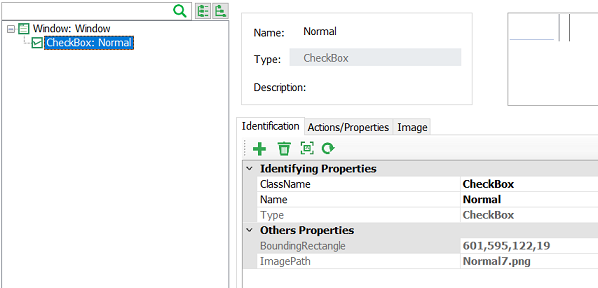 Window: Window
CheckBox: Normal
Name: Normal
Type: CheckBox
Description:
Identification Actions/Properties Image
Identifying Properties
ClassName CheckBox
Name Normal
Type CheckBox
Others Properties
BoundingRectangle 601,595,122,19
ImagePath Normal7.png